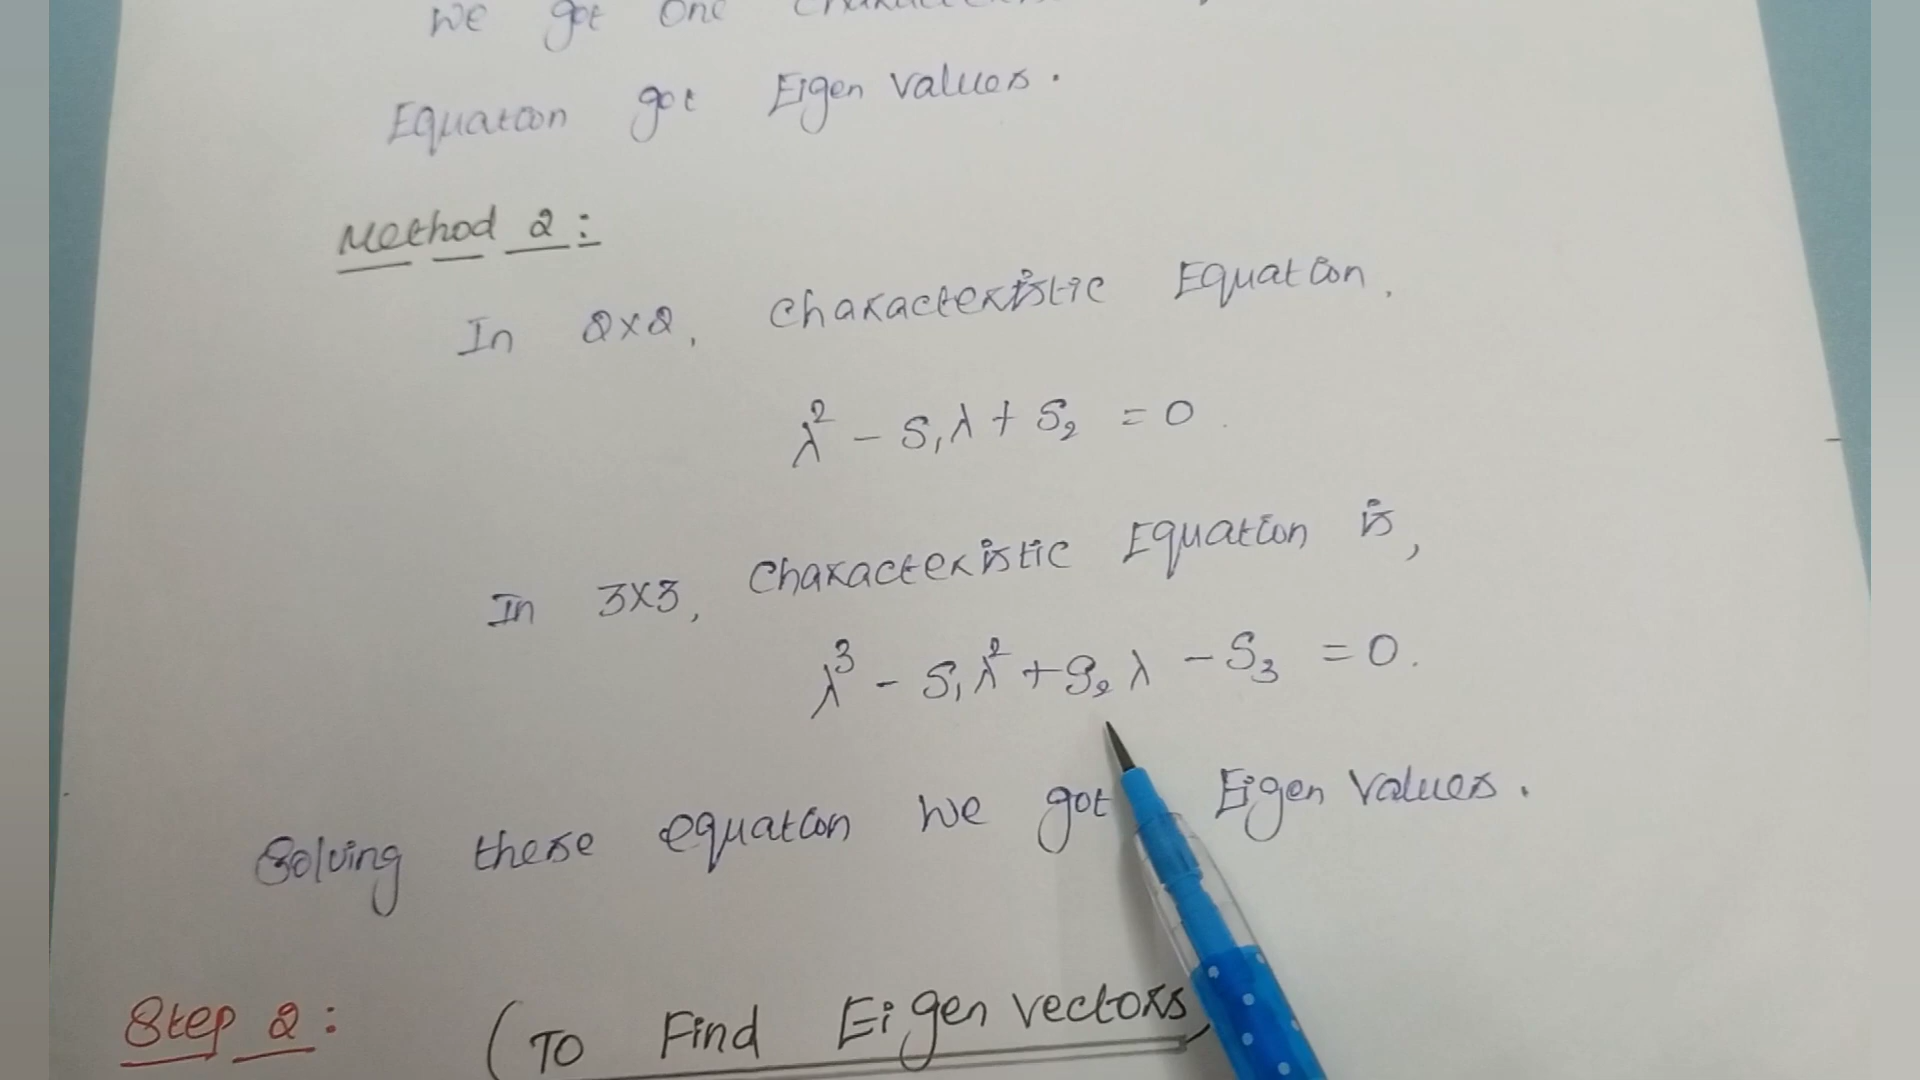 We got One
Equation got Eigen values.
Method 2:
In 2x2, characteristic Equation,
λ² - S₁λ + S₂ = 0.
In 3x3, characteristic Equation is,
λ³ - S₁λ² + S₂λ - S₃ = 0.
Solving these equation we got Eigen values.
Step 2: (To Find Eigen vectors)